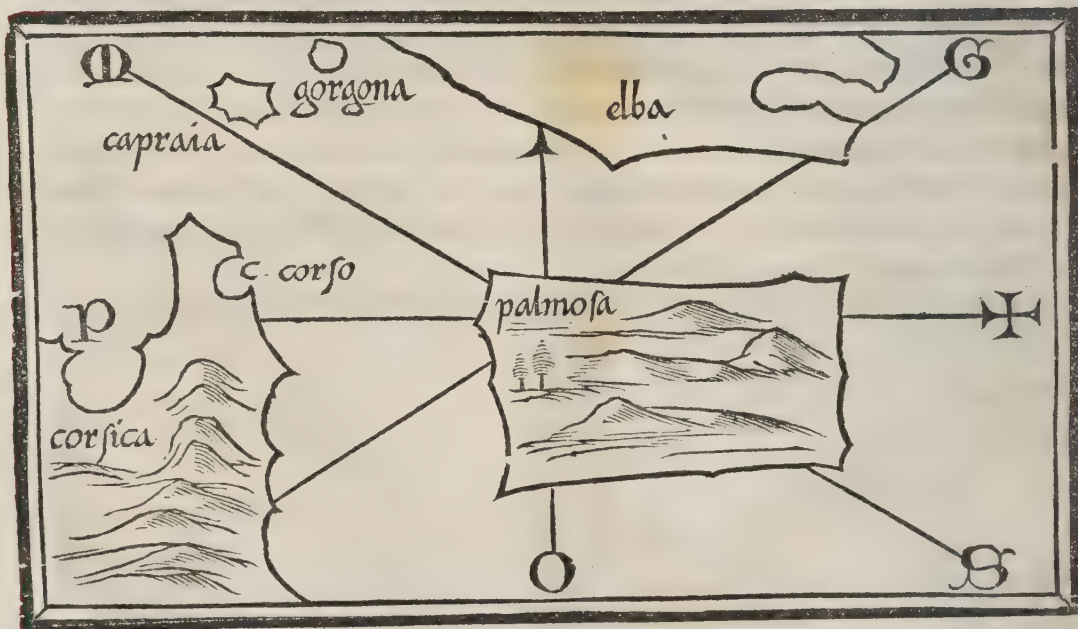 M
G
gorgona
capraia
elba
c. corſo
P
palmoſa
corſica
O
S